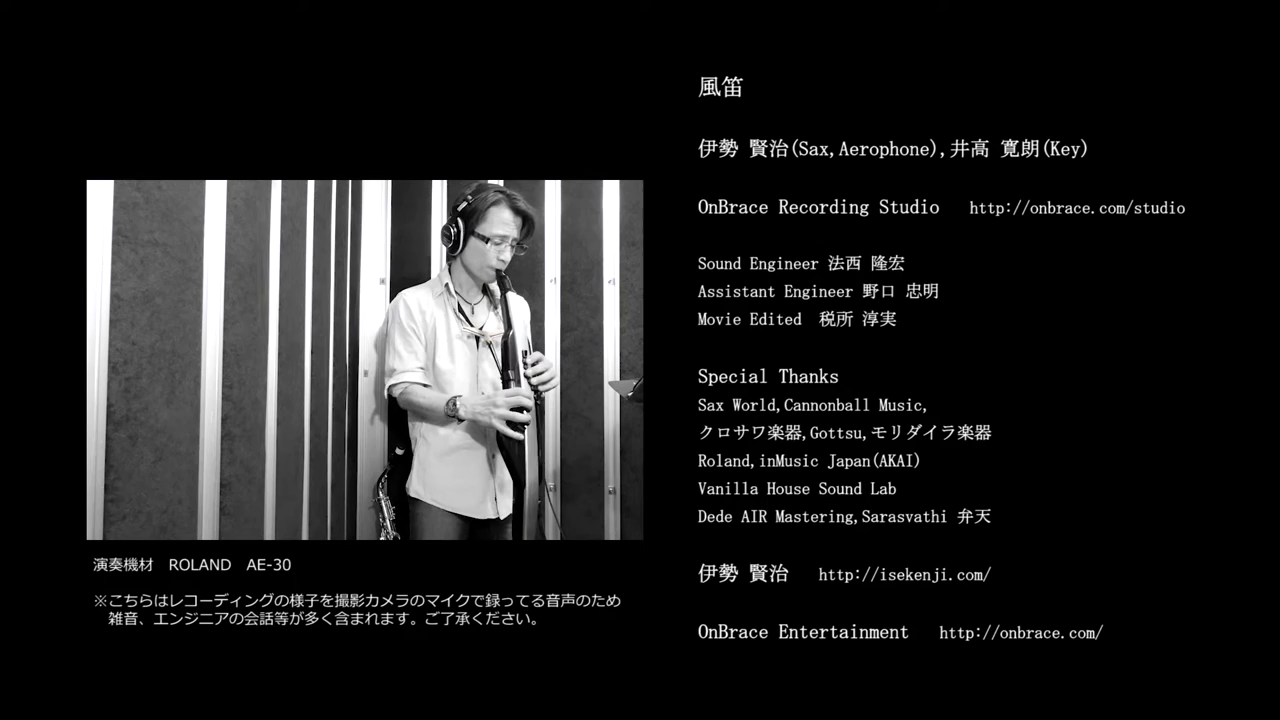 風笛
伊勢 賢治(Sax,Aerophone),井高 寛朗(Key)
OnBrace Recording Studio http://onbrace.com/studio
Sound Engineer 法西 隆宏
Assistant Engineer 野口 忠明
Movie Edited 税所 淳実
Special Thanks
Sax World,Cannonball Music,
クロサワ楽器,Gottsu,モリダイラ楽器
Roland,inMusic Japan(AKAI)
Vanilla House Sound Lab
Dede AIR Mastering,Sarasvathi 弁天
伊勢 賢治 http://isekenji.com/
OnBrace Entertainment http://onbrace.com/
演奏機材 ROLAND AE-30
※こちらはレコーディングの様子を撮影カメラのマイクで録ってる音声のため
雑音、エンジニアの会話等が多く含まれます。ご了承ください。